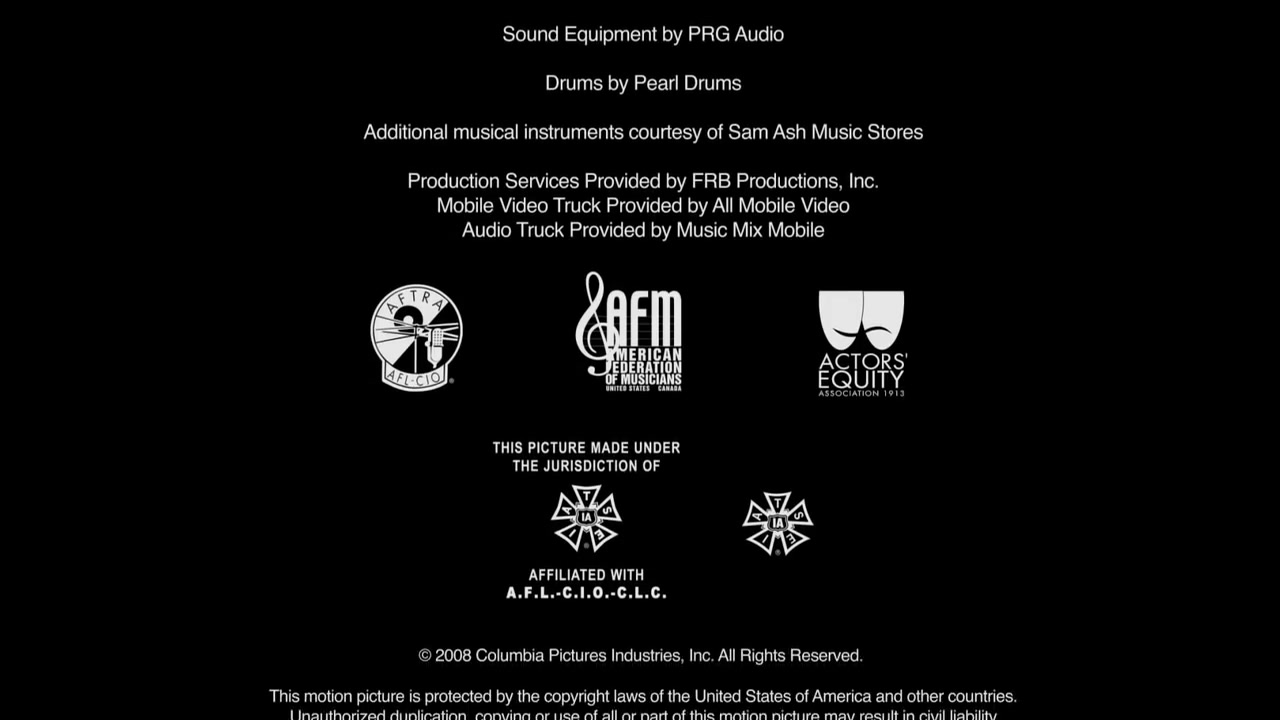 Sound Equipment by PRG Audio
Drums by Pearl Drums
Additional musical instruments courtesy of Sam Ash Music Stores
Production Services Provided by FRB Productions, Inc.
Mobile Video Truck Provided by All Mobile Video
Audio Truck Provided by Music Mix Mobile
AFTRA
AFL-CIO
AFM
AMERICAN
FEDERATION
OF MUSICIANS
UNITED STATES CANADA
ACTORS'
EQUITY
ASSOCIATION 1913
THIS PICTURE MADE UNDER
THE JURISDICTION OF
I A T S E
IA
I A T S E
IA
AFFILIATED WITH
A.F.L.-C.I.O.-C.L.C.
© 2008 Columbia Pictures Industries, Inc. All Rights Reserved.
This motion picture is protected by the copyright laws of the United States of America and other countries.
Unauthorized duplication, copying or use of all or part of this motion picture may result in civil liability